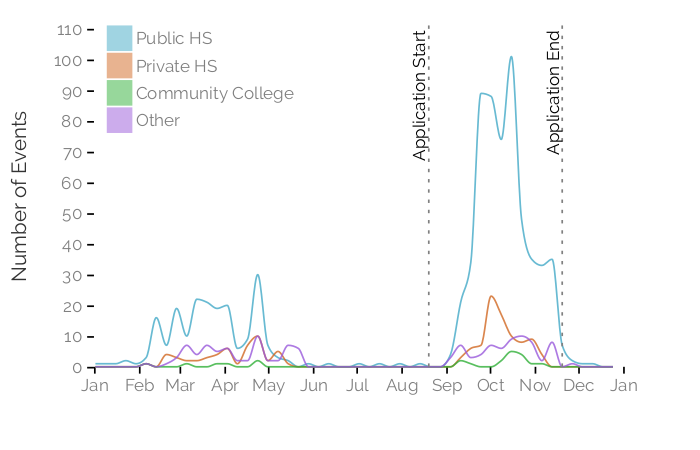 Number of Events
110
100
90
80
70
60
50
40
30
20
10
0
Public HS
Private HS
Community College
Other
Application Start
Application End
Jan Feb Mar Apr May Jun Jul Aug Sep Oct Nov Dec Jan